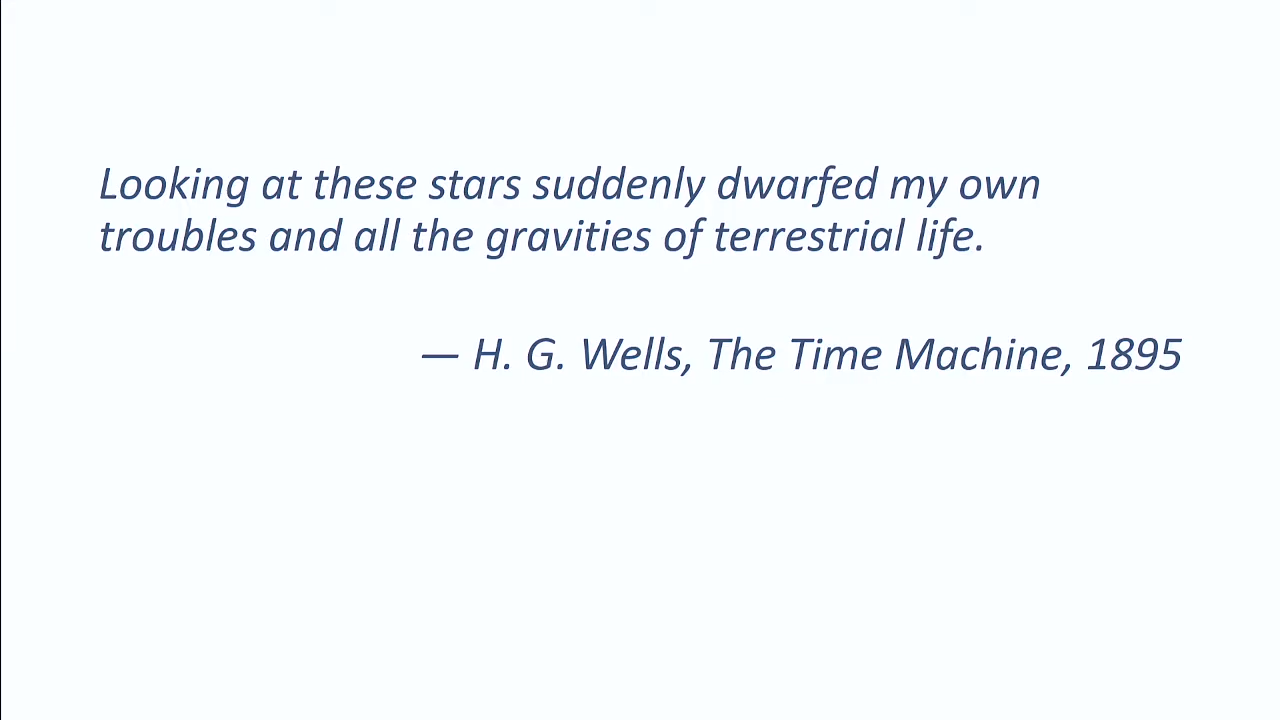 Looking at these stars suddenly dwarfed my own
troubles and all the gravities of terrestrial life.
— H. G. Wells, The Time Machine, 1895